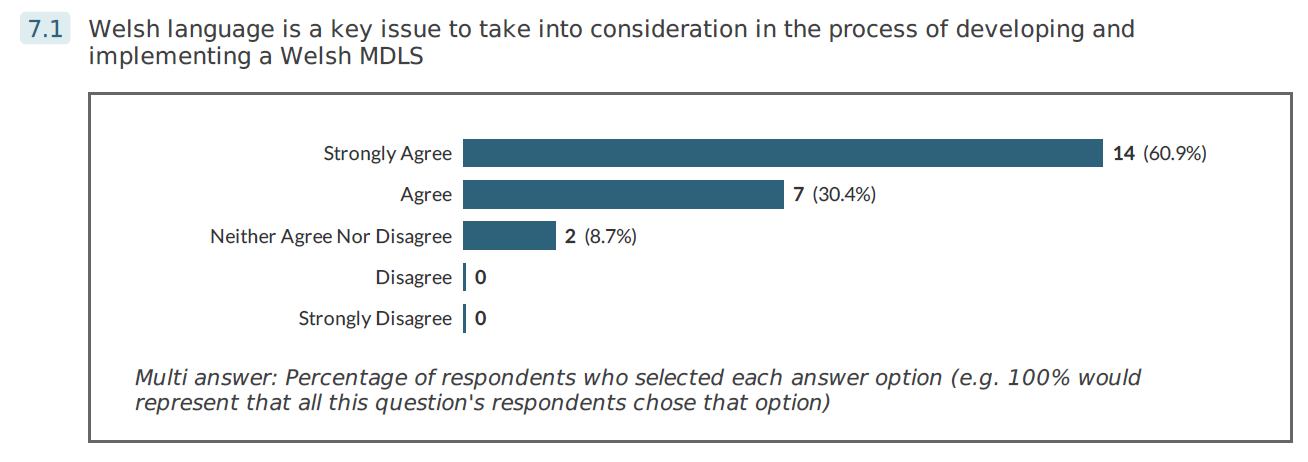 7.1 Welsh language is a key issue to take into consideration in the process of developing and
implementing a Welsh MDLS
Strongly Agree 14 (60.9%)
Agree 7 (30.4%)
Neither Agree Nor Disagree 2 (8.7%)
Disagree 0
Strongly Disagree 0
Multi answer: Percentage of respondents who selected each answer option (e.g. 100% would
represent that all this question's respondents chose that option)